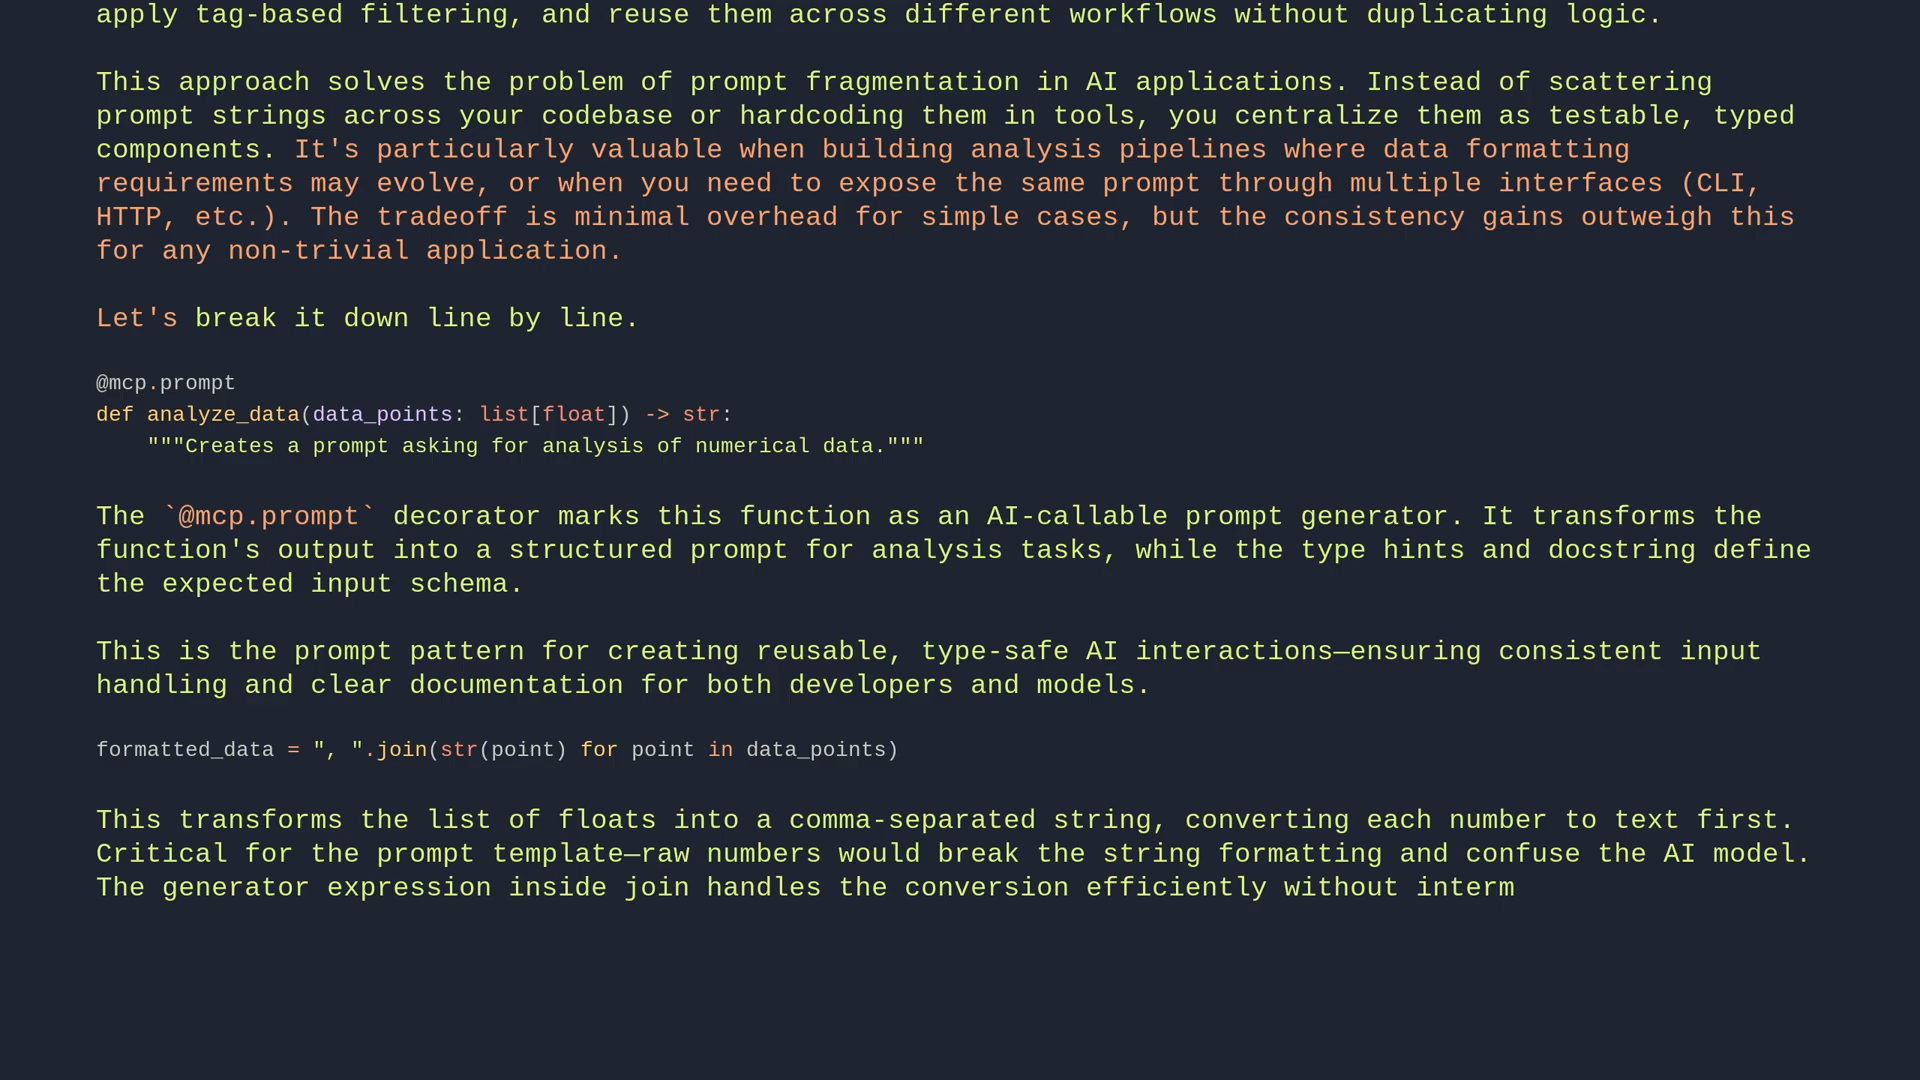 apply tag-based filtering, and reuse them across different workflows without duplicating logic.
This approach solves the problem of prompt fragmentation in AI applications. Instead of scattering
prompt strings across your codebase or hardcoding them in tools, you centralize them as testable, typed
components. It's particularly valuable when building analysis pipelines where data formatting
requirements may evolve, or when you need to expose the same prompt through multiple interfaces (CLI,
HTTP, etc.). The tradeoff is minimal overhead for simple cases, but the consistency gains outweigh this
for any non-trivial application.
Let's break it down line by line.
@mcp.prompt
def analyze_data(data_points: list[float]) -> str:
    """Creates a prompt asking for analysis of numerical data."""
The `@mcp.prompt` decorator marks this function as an AI-callable prompt generator. It transforms the
function's output into a structured prompt for analysis tasks, while the type hints and docstring define
the expected input schema.
This is the prompt pattern for creating reusable, type-safe AI interactions—ensuring consistent input
handling and clear documentation for both developers and models.
formatted_data = ", ".join(str(point) for point in data_points)
This transforms the list of floats into a comma-separated string, converting each number to text first.
Critical for the prompt template—raw numbers would break the string formatting and confuse the AI model.
The generator expression inside join handles the conversion efficiently without interm